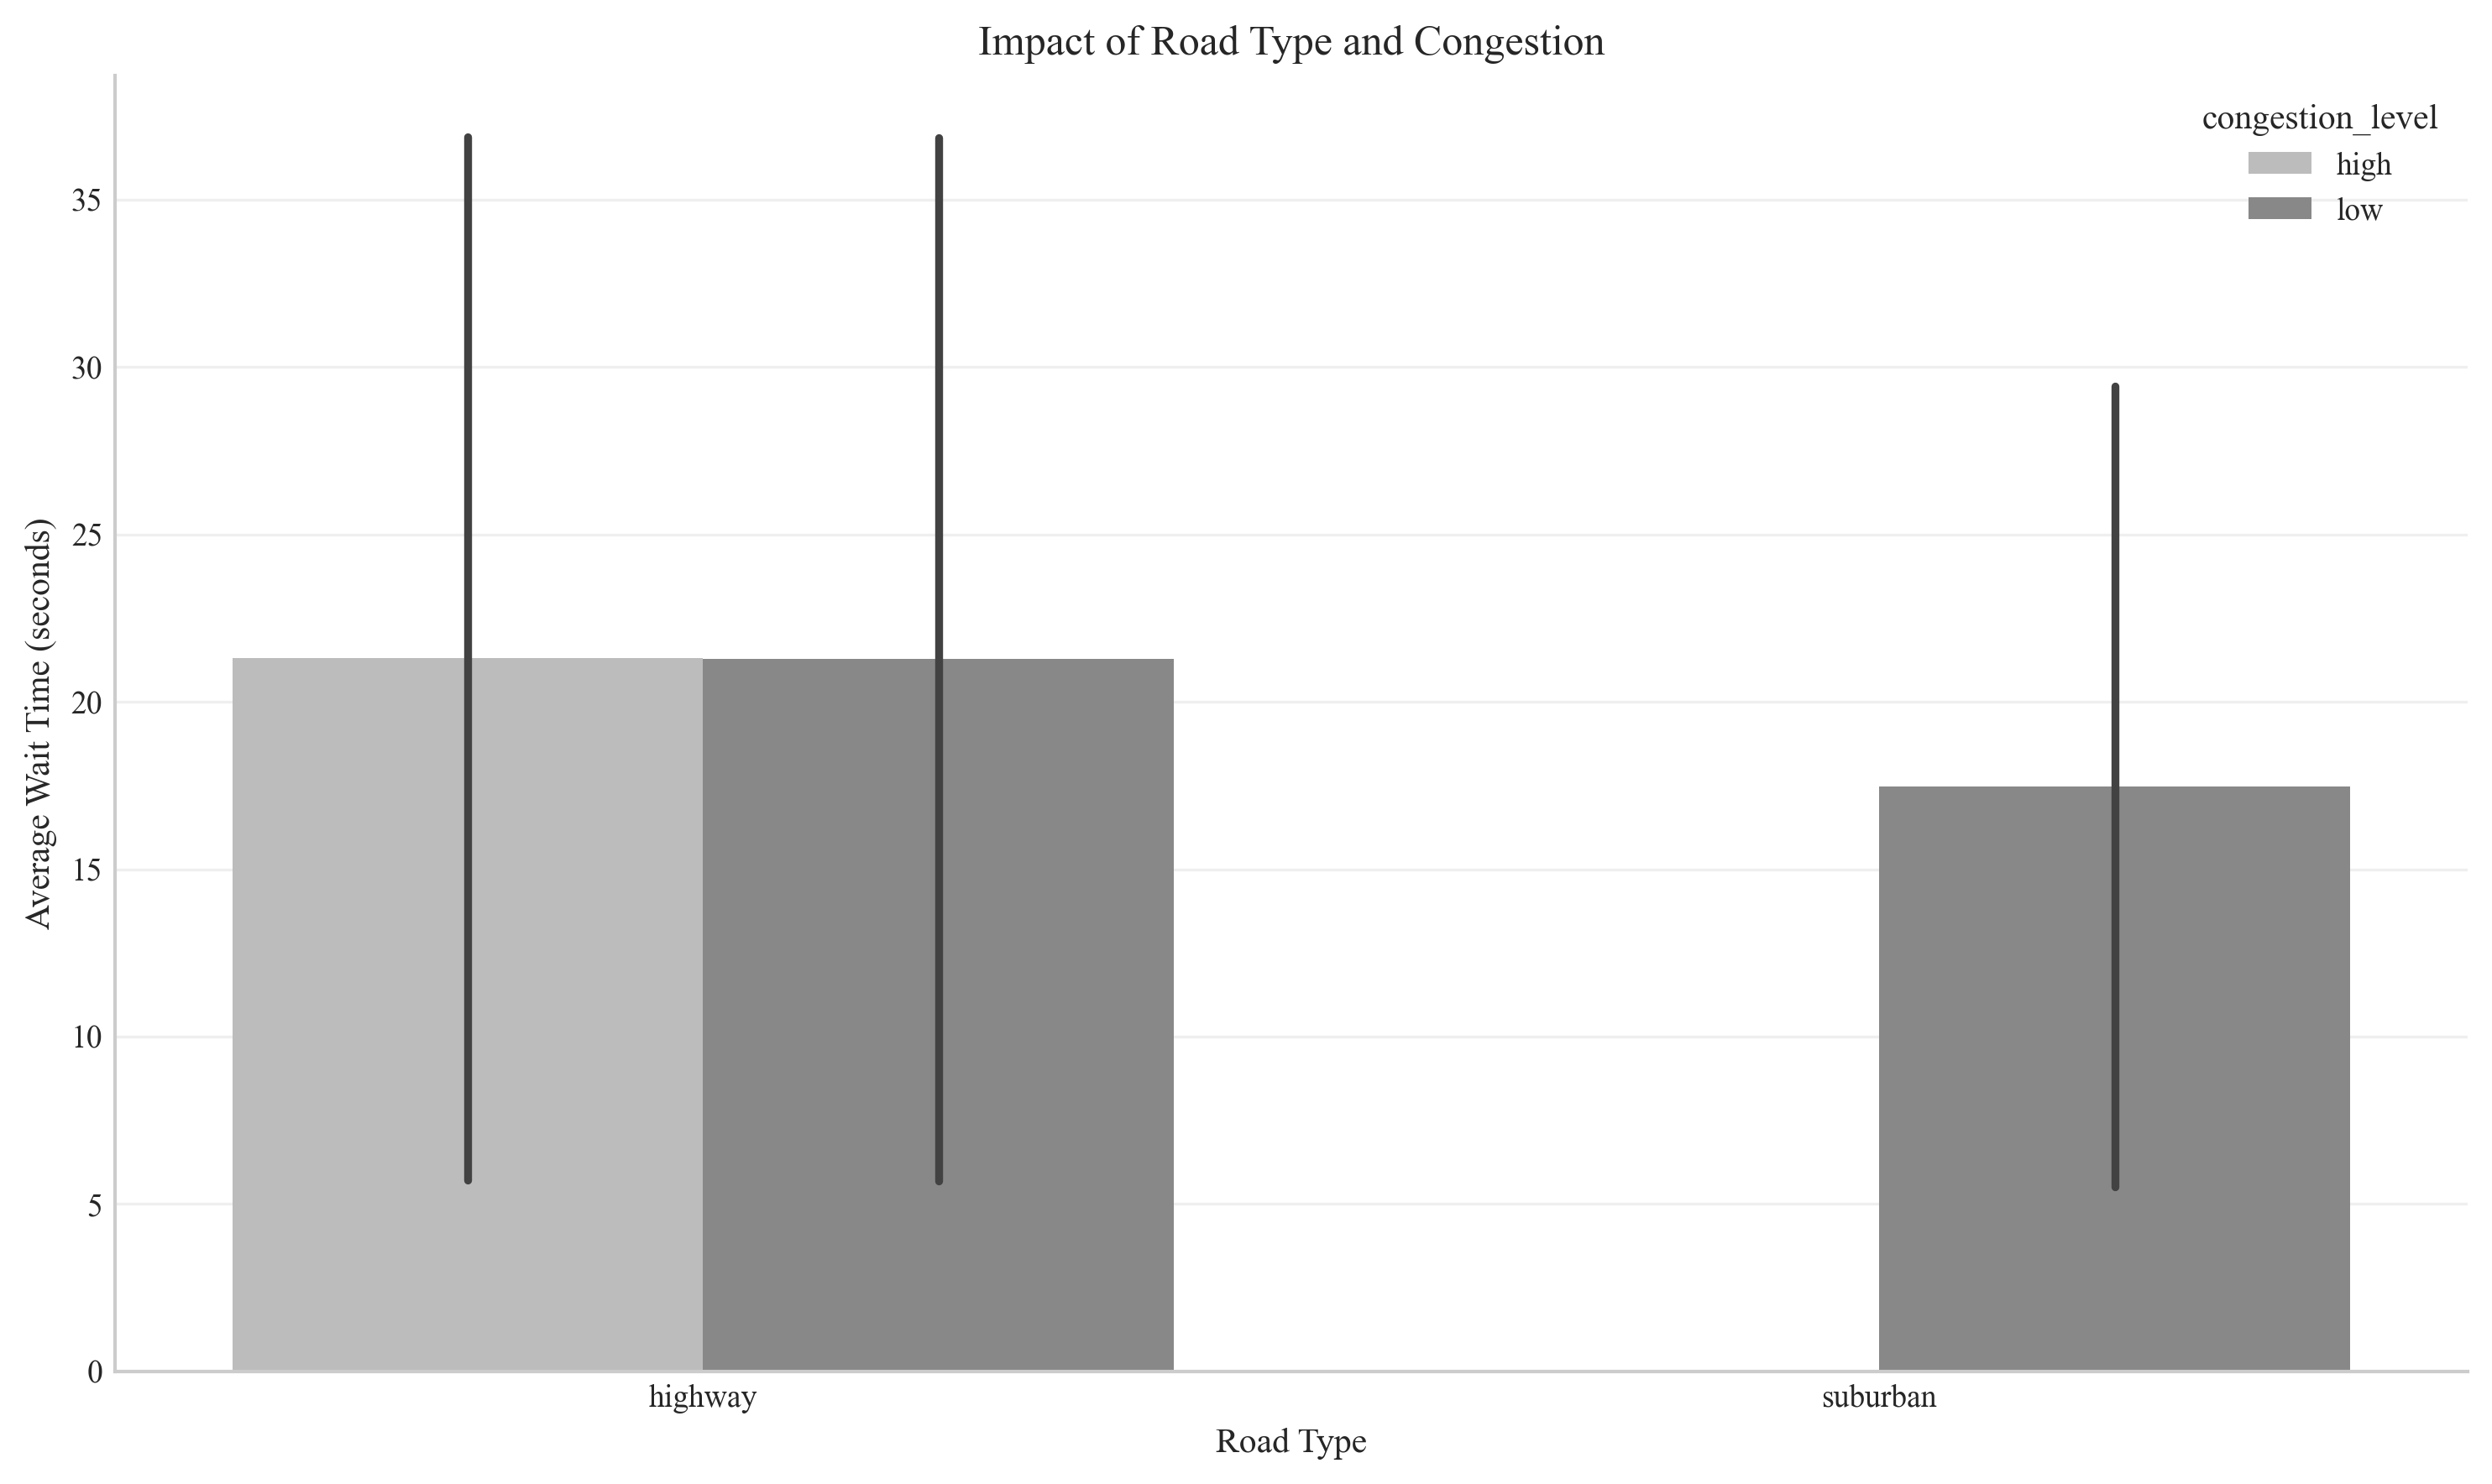 Impact of Road Type and Congestion
congestion_level
high
low
35
30
25
20
15
10
5
0
Average Wait Time (seconds)
highway
suburban
Road Type